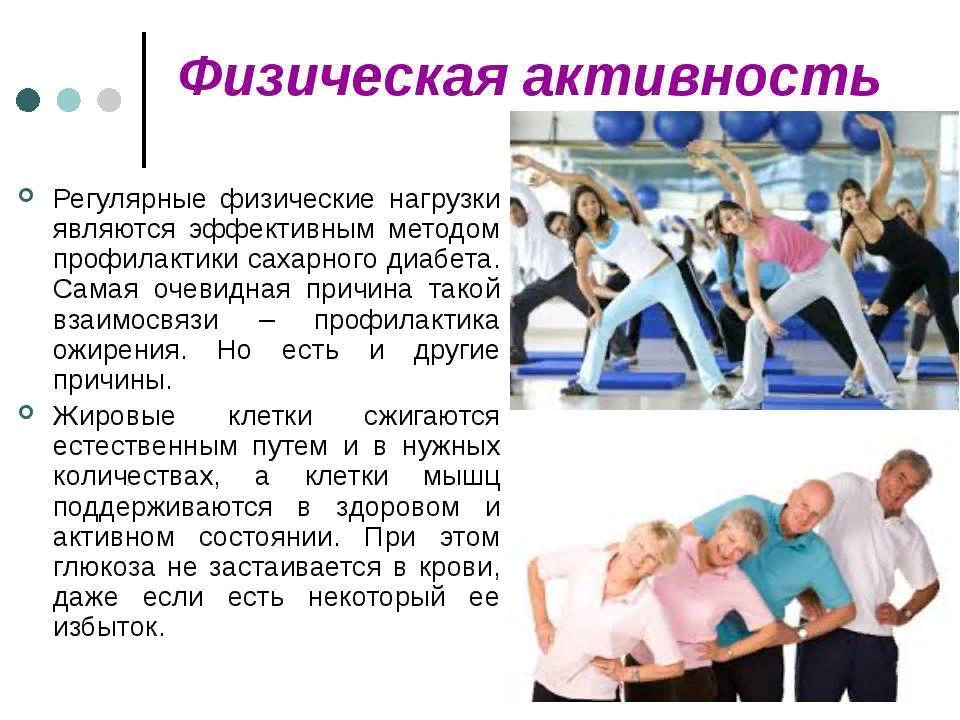 Физическая активность
Регулярные физические нагрузки
являются эффективным методом
профилактики сахарного диабета.
Самая очевидная причина такой
взаимосвязи – профилактика
ожирения. Но есть и другие
причины.
Жировые клетки сжигаются
естественным путем и в нужных
количествах, а клетки мышц
поддерживаются в здоровом и
активном состоянии. При этом
глюкоза не застаивается в крови,
даже если есть некоторый ее
избыток.